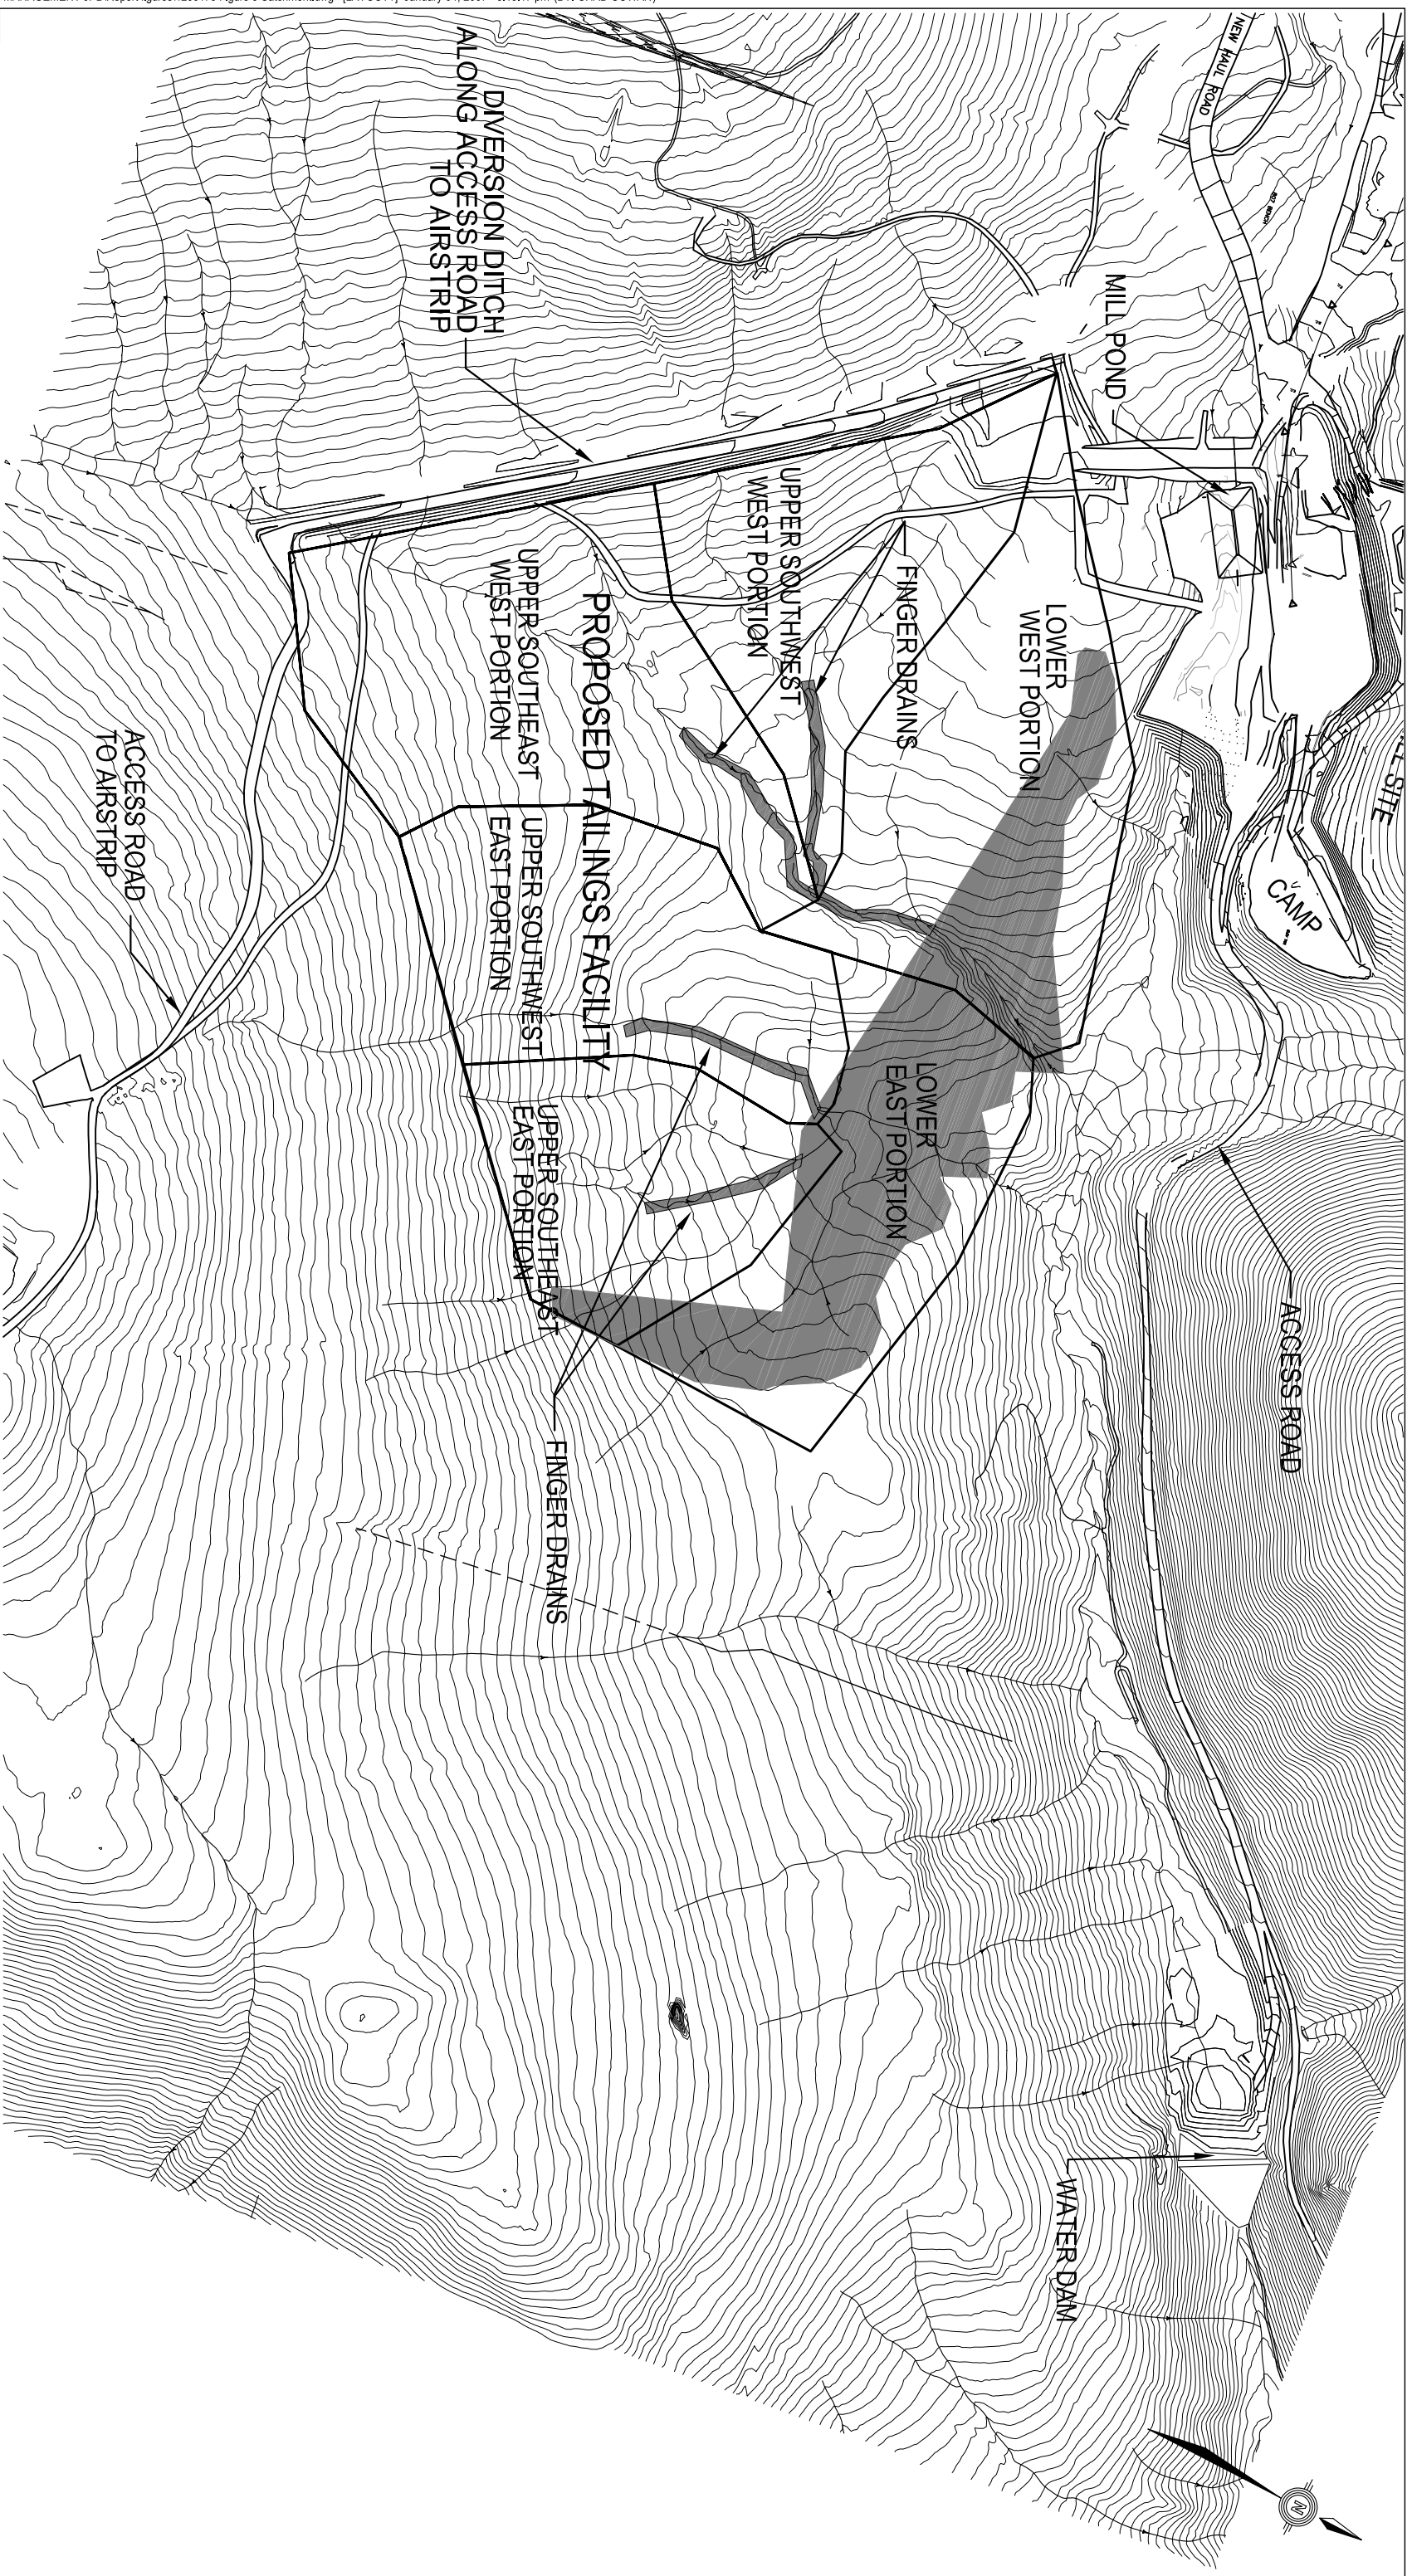 NEW HAUL ROAD
MILL POND
DIVERSION DITCH
ALONG ACCESS ROAD
TO AIRSTRIP
UPPER SOUTHWEST
WEST PORTION
FINGER DRAINS
LOWER
WEST PORTION
UPPER SOUTHEAST
WEST PORTION
PROPOSED TAILINGS FACILITY
CAMP
ACCESS ROAD
TO AIRSTRIP
UPPER SOUTHWEST
EAST PORTION
LOWER
EAST PORTION
UPPER SOUTHEAST
EAST PORTION
ACCESS ROAD
FINGER DRAINS
WATER DAM
N
SITE